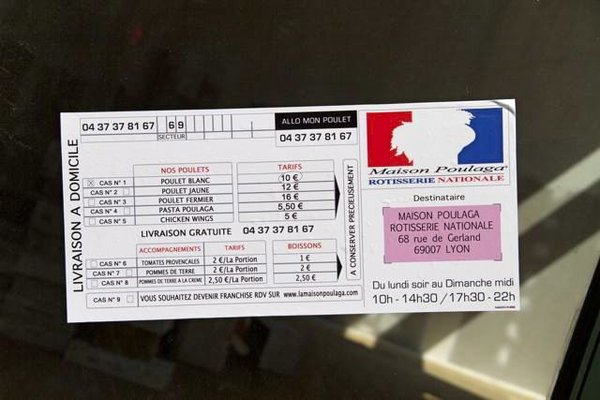 LIVRAISON A DOMICILE
04 37 37 81 67
69
SECTEUR
ALLO MON POULET
04 37 37 81 67
NOS POULETS TARIFS
CAS N° 1 POULET BLANC 10 €
CAS N° 2 POULET JAUNE 12 €
CAS N° 3 POULET FERMIER 16 €
CAS N° 4 PASTA POULAGA 5,50 €
CAS N° 5 CHICKEN WINGS 5 €
LIVRAISON GRATUITE 04 37 37 81 67
ACCOMPAGNEMENTS TARIFS BOISSONS
CAS N° 6 TOMATES PROVENCALES 2 €/La Portion 1 €
CAS N° 7 POMMES DE TERRE 2 €/La Portion 2 €
CAS N° 8 POMMES DE TERRE A LA CREME 2,50 €/La Portion 2,50 €
CAS N° 9 VOUS SOUHAITEZ DEVENIR FRANCHISE RDV SUR www.lamaisonpoulaga.com
A CONSERVER PRECIEUSEMENT
Maison Poulaga
ROTISSERIE NATIONALE
Destinataire
MAISON POULAGA
ROTISSERIE NATIONALE
68 rue de Gerland
69007 LYON
Du lundi soir au Dimanche midi
10h - 14h30 / 17h30 - 22h